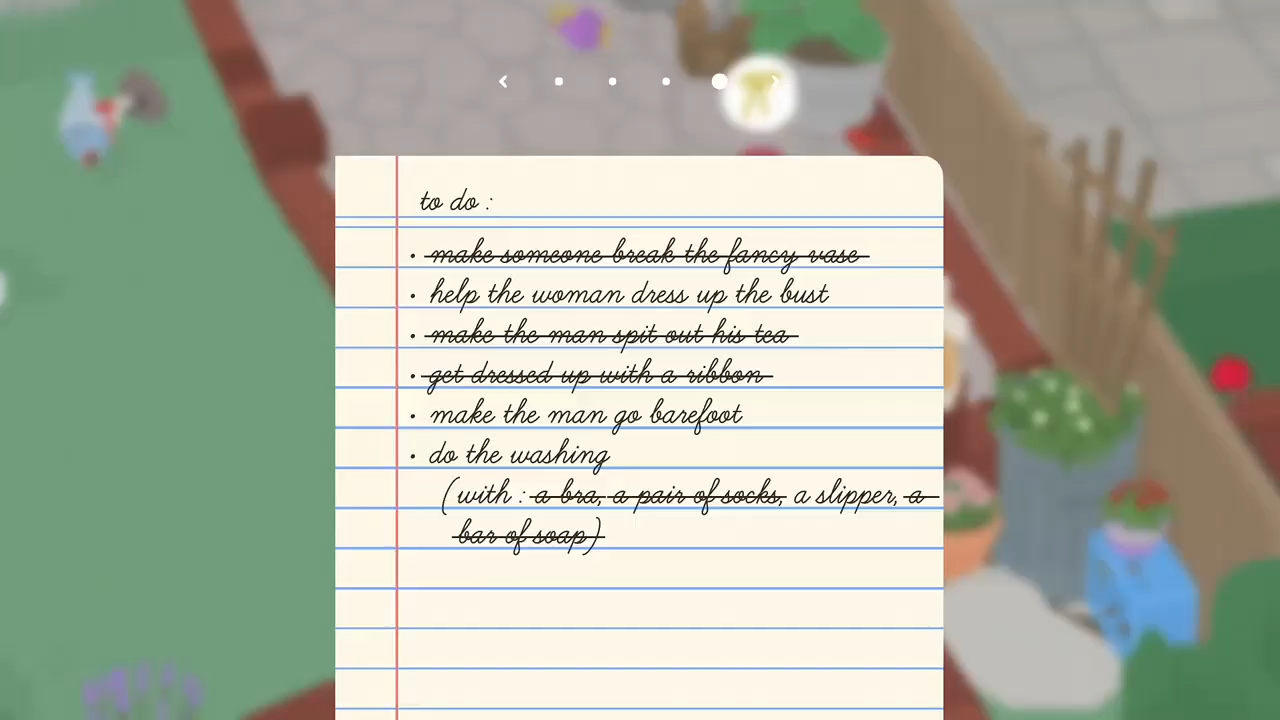 to do :
• make someone break the fancy vase
• help the woman dress up the bust
• make the man spit out his tea
• get dressed up with a ribbon
• make the man go barefoot
• do the washing
(with : a bra, a pair of socks, a slipper, a
bar of soap)